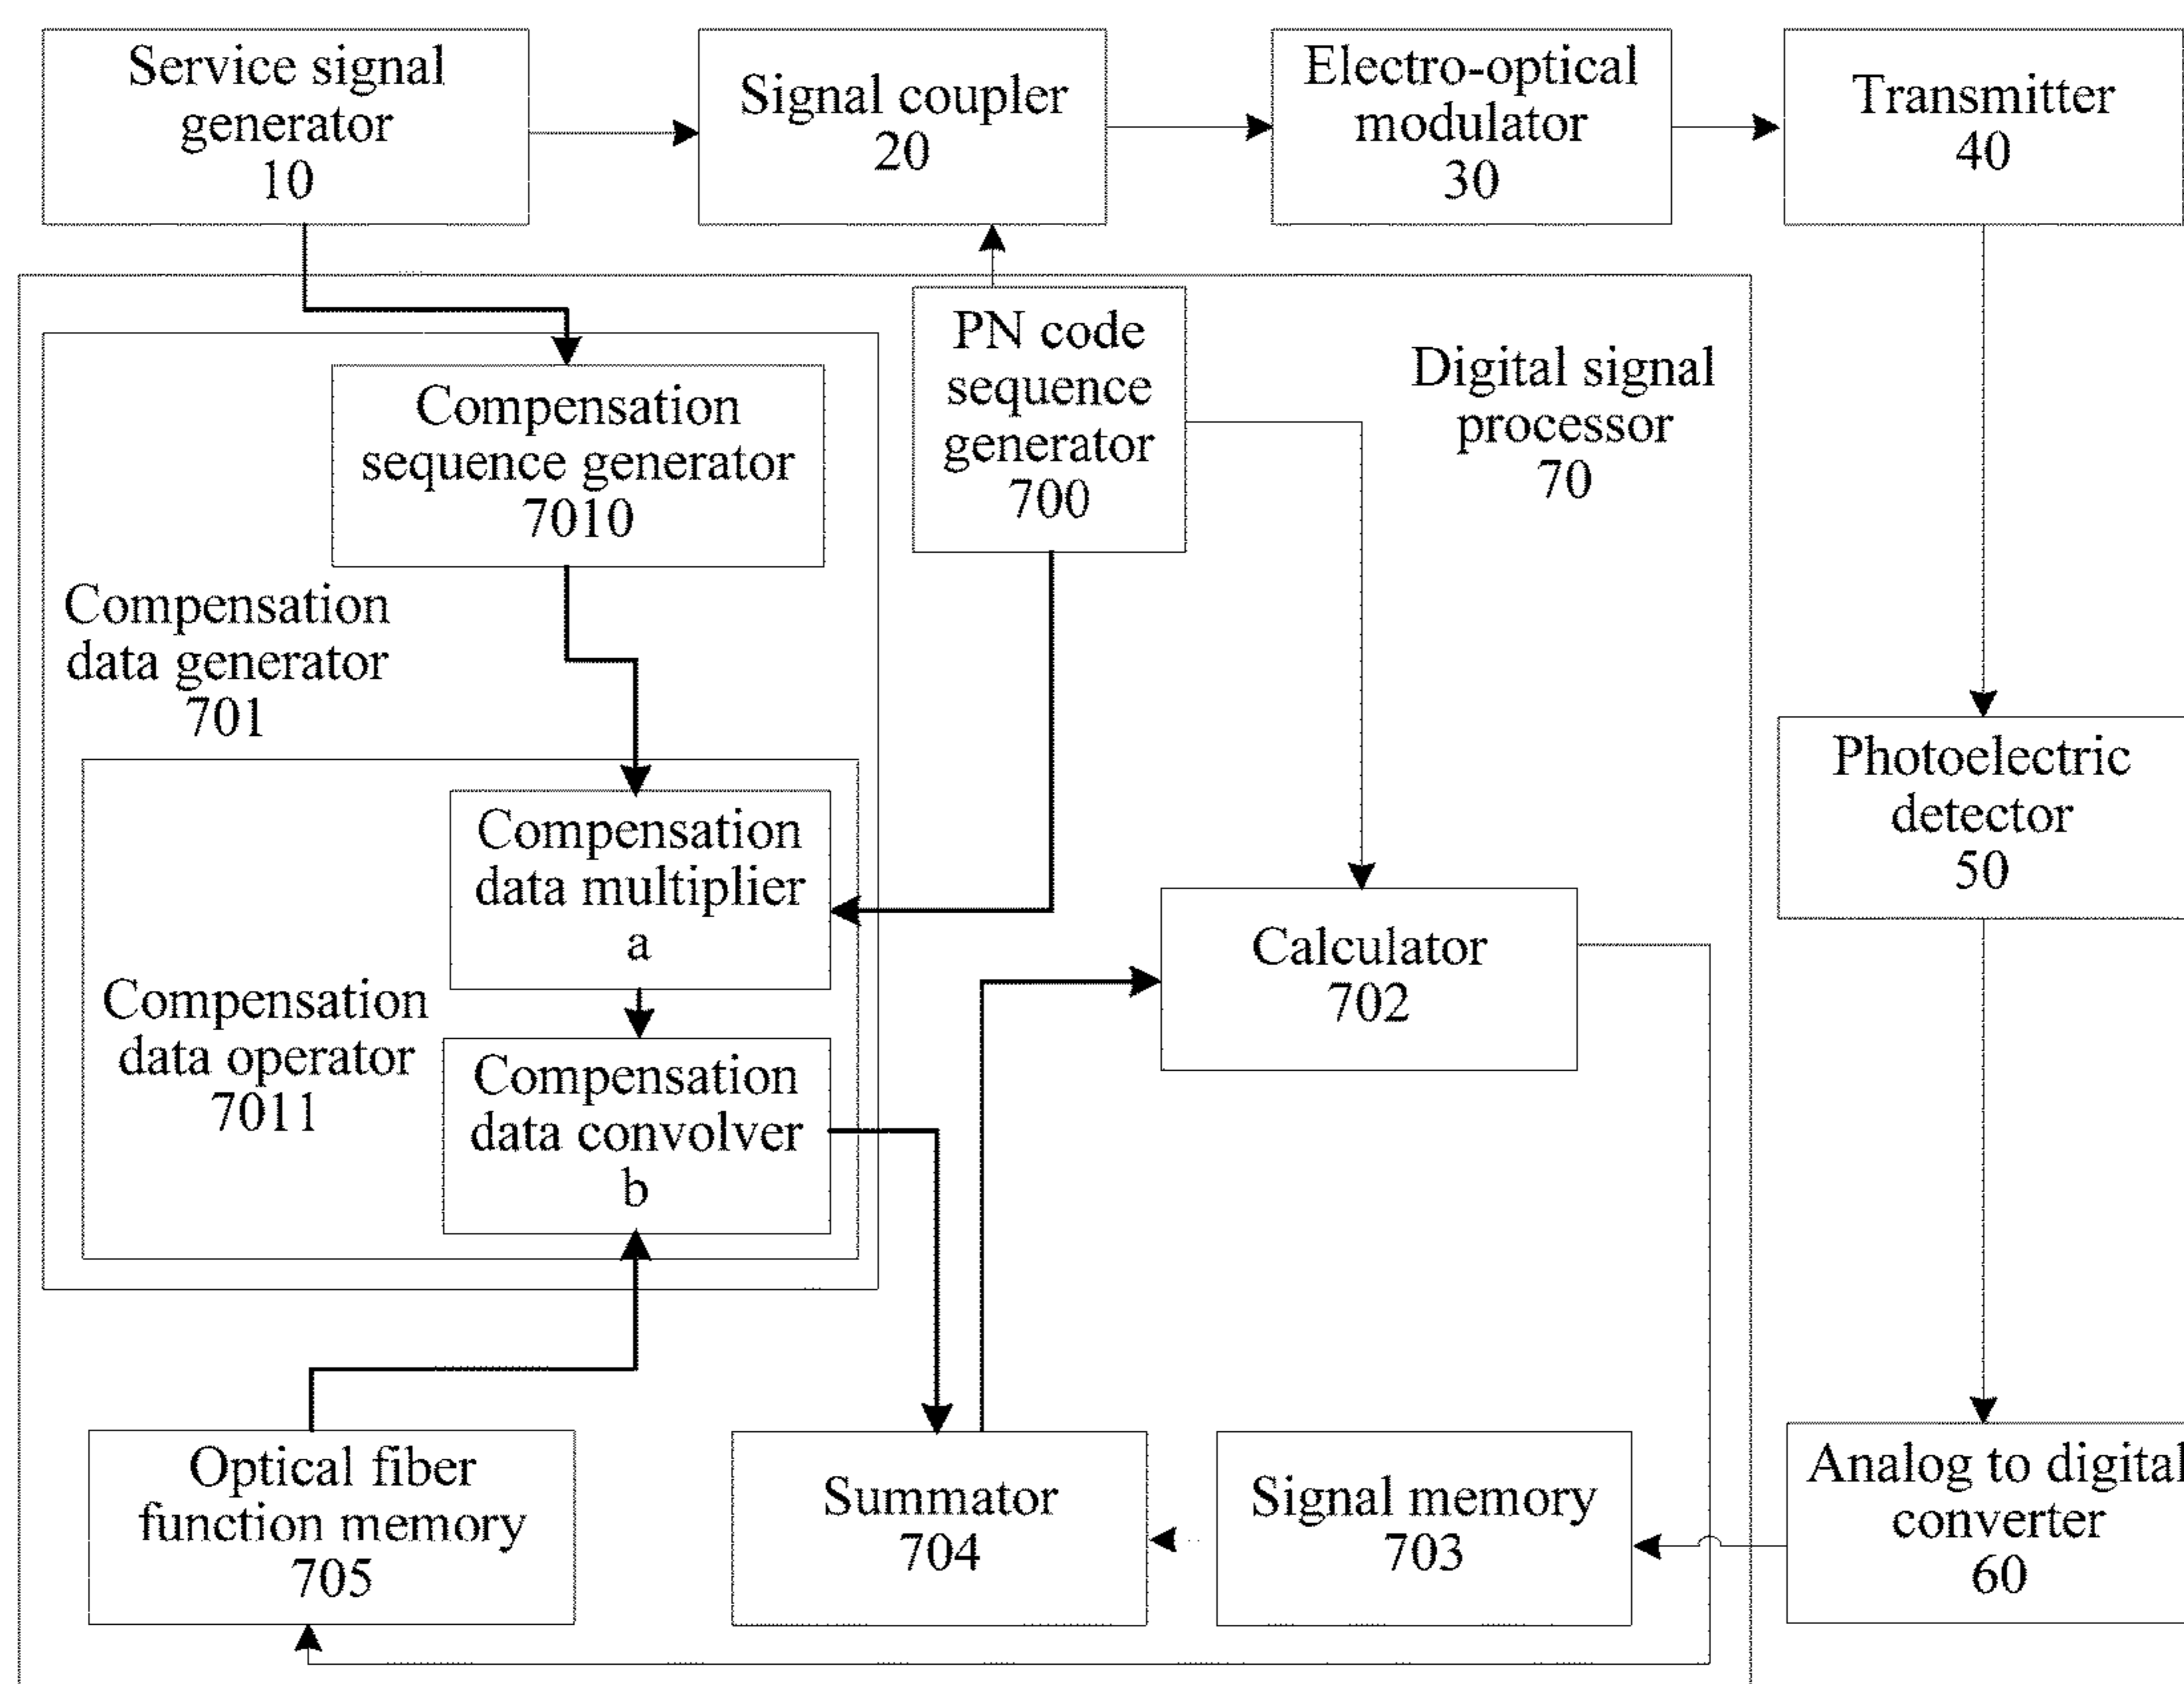 Service signal
generator
10
Signal coupler
20
Electro-optical
modulator
30
Transmitter
40
PN code
sequence
generator
700
Digital signal
processor
70
Compensation
sequence generator
7010
Compensation
data generator
701
Compensation
data multiplier
a
Compensation
data operator
7011
Compensation
data convolver
b
Calculator
702
Photoelectric
detector
50
Optical fiber
function memory
705
Summator
704
Signal memory
703
Analog to digital
converter
60